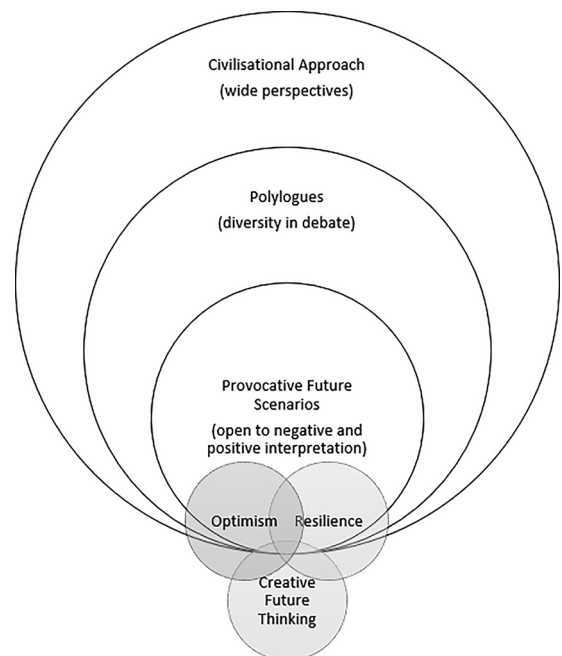 Civilisational Approach
(wide perspectives)
Polylogues
(diversity in debate)
Provocative Future
Scenarios
(open to negative and
positive interpretation)
Optimism
Resilience
Creative
Future
Thinking